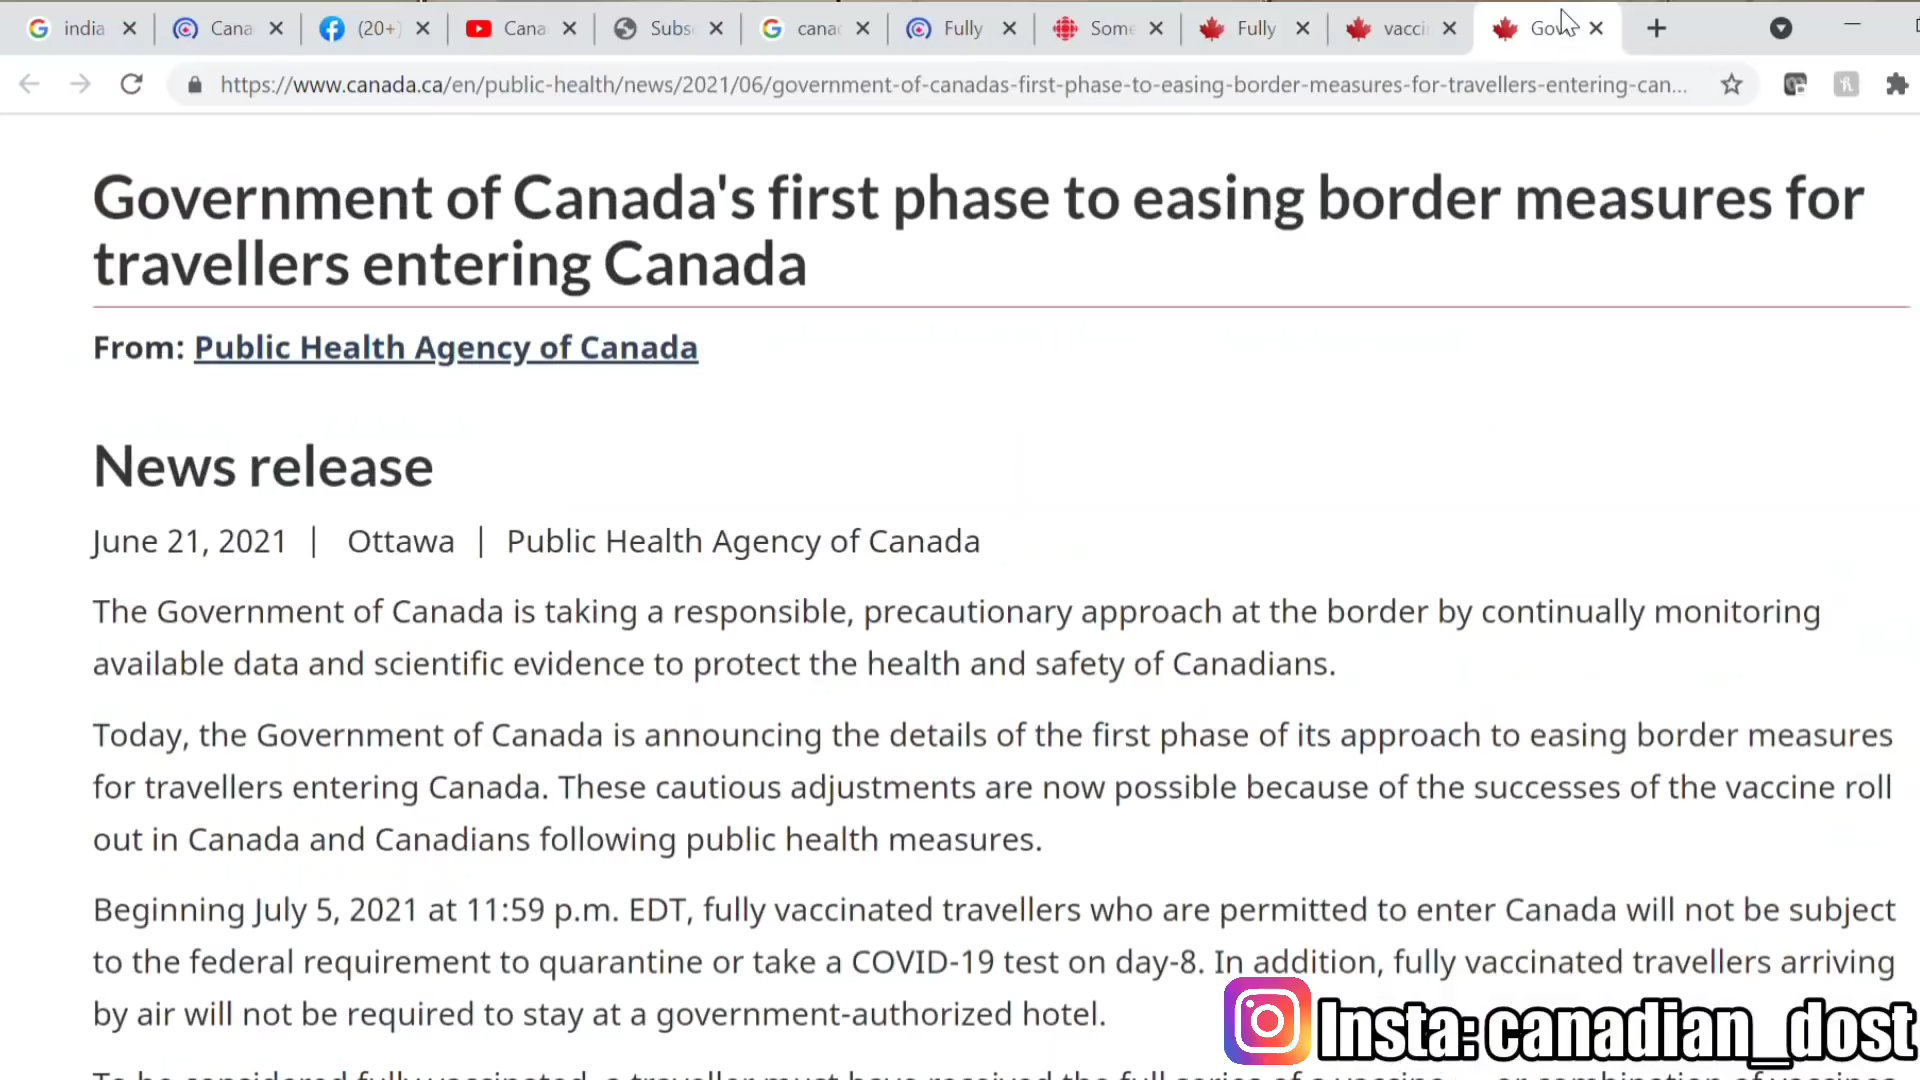 india
Cana
(20+)
Cana
Subs
cana
Fully
Some
Fully
vacci
Gov
https://www.canada.ca/en/public-health/news/2021/06/government-of-canadas-first-phase-to-easing-border-measures-for-travellers-entering-can...
Government of Canada's first phase to easing border measures for
travellers entering Canada
From: Public Health Agency of Canada
News release
June 21, 2021 | Ottawa | Public Health Agency of Canada
The Government of Canada is taking a responsible, precautionary approach at the border by continually monitoring
available data and scientific evidence to protect the health and safety of Canadians.
Today, the Government of Canada is announcing the details of the first phase of its approach to easing border measures
for travellers entering Canada. These cautious adjustments are now possible because of the successes of the vaccine roll
out in Canada and Canadians following public health measures.
Beginning July 5, 2021 at 11:59 p.m. EDT, fully vaccinated travellers who are permitted to enter Canada will not be subject
to the federal requirement to quarantine or take a COVID-19 test on day-8. In addition, fully vaccinated travellers arriving
by air will not be required to stay at a government-authorized hotel.
Insta: canadian_dost